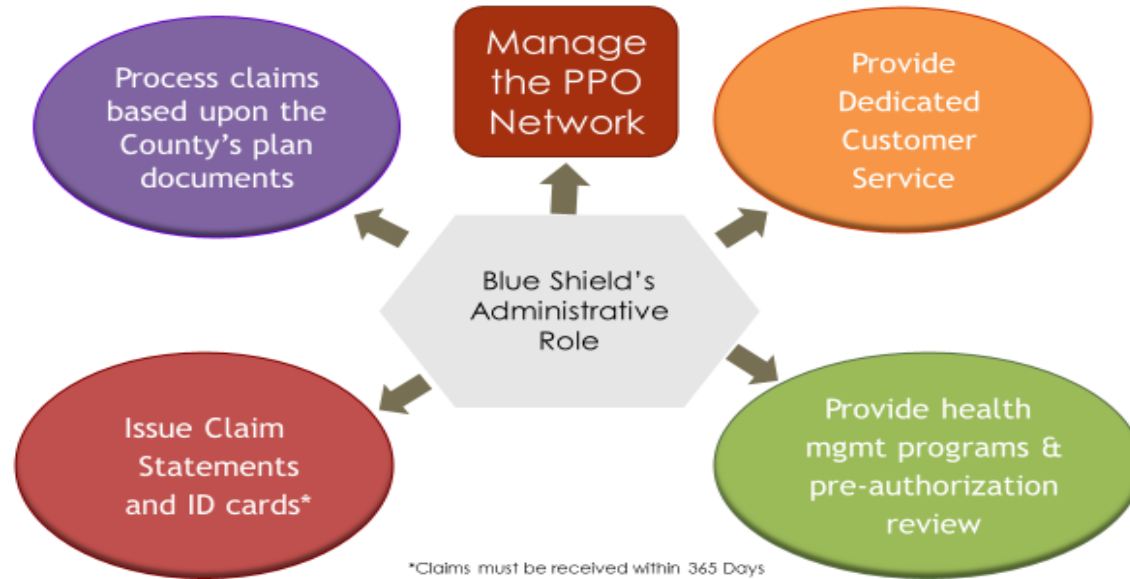 Process claims
based upon the
County's plan
documents
Manage
the PPO
Network
Provide
Dedicated
Customer
Service
Blue Shield's
Administrative
Role
Issue Claim
Statements
and ID cards*
Provide health
mgmt programs &
pre-authorization
review
*Claims must be received within 365 Days